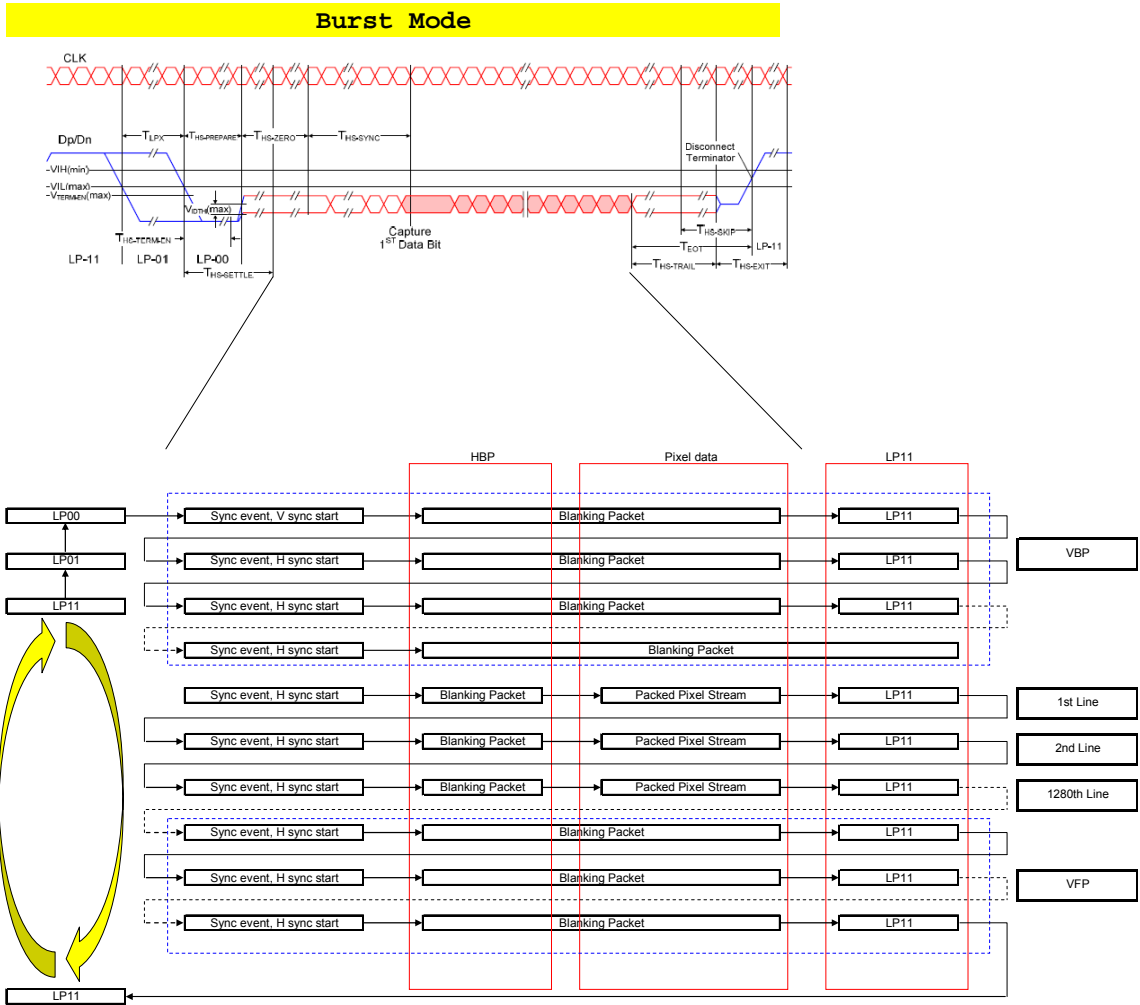 Burst Mode
CLK
Dp/Dn
TLPX
THS-PREPARE
THS-ZERO
THS-SYNC
Disconnect
Terminator
VIH(min)
VIL(max)
VTERM-EN(max)
VIDTH(max)
Capture
1ST Data Bit
THS-SKIP
THS-TERM-EN
TEOT
LP-11
LP-11
LP-01
LP-00
THS-TRAIL
THS-EXIT
THS-SETTLE
HBP
Pixel data
LP11
LP00
Sync event, V sync start
Blanking Packet
LP11
LP01
Sync event, H sync start
Blanking Packet
LP11
VBP
LP11
Sync event, H sync start
Blanking Packet
LP11
Sync event, H sync start
Blanking Packet
Sync event, H sync start
Blanking Packet
Packed Pixel Stream
LP11
1st Line
Sync event, H sync start
Blanking Packet
Packed Pixel Stream
LP11
2nd Line
Sync event, H sync start
Blanking Packet
Packed Pixel Stream
LP11
1280th Line
Sync event, H sync start
Blanking Packet
LP11
Sync event, H sync start
Blanking Packet
LP11
VFP
Sync event, H sync start
Blanking Packet
LP11
LP11